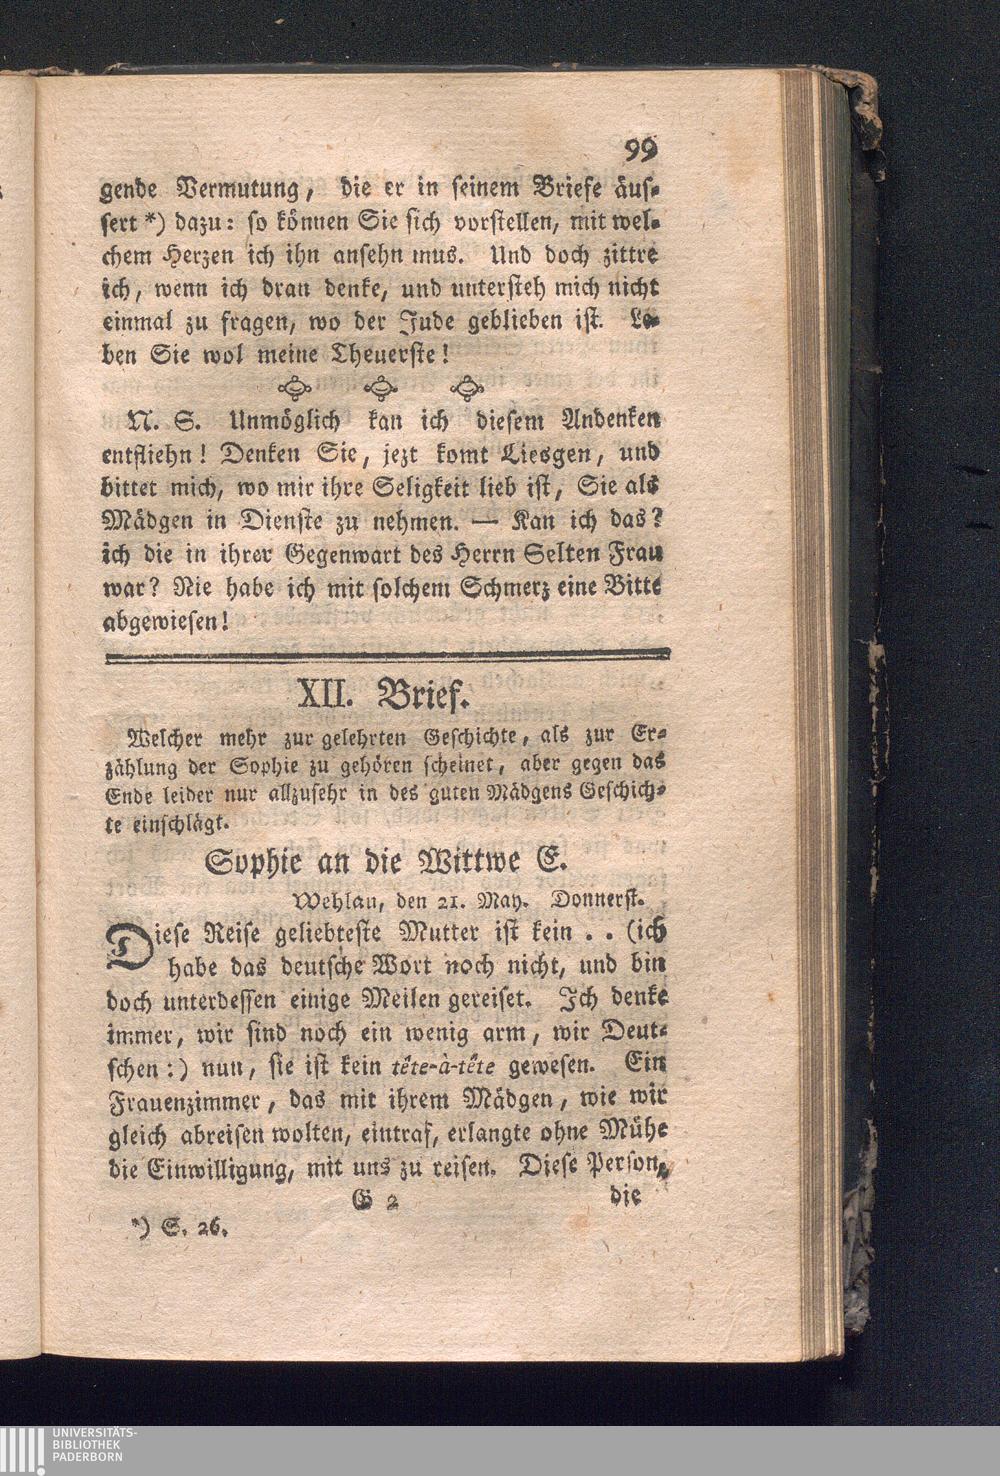 99
gende Vermutung, die er in seinem Briefe äus-
sert *) dazu: so können Sie sich vorstellen, mit wel-
chem Herzen ich ihn ansehn mus. Und doch zittre
ich, wenn ich dran denke, und untersteh mich nicht
einmal zu fragen, wo der Jude geblieben ist. Le-
ben Sie wol meine Theuerste!
N. S. Unmöglich kan ich diesem Andenken
entfliehn! Denken Sie, jezt komt Liesgen, und
bittet mich, wo mir ihre Seligkeit lieb ist, Sie als
Mädgen in Dienste zu nehmen. — Kan ich das?
ich die in ihrer Gegenwart des Herrn Selten Frau
war? Nie habe ich mit solchem Schmerz eine Bitte
abgewiesen!
XII. Brief.
Welcher mehr zur gelehrten Geschichte, als zur Er-
zählung der Sophie zu gehören scheinet, aber gegen das
Ende leider nur allzusehr in des guten Mädgens Geschich-
te einschlägt.
Sophie an die Wittwe E.
Wehlau, den 21. May. Donnerst.
Diese Reise geliebteste Mutter ist kein . . (ich
habe das deutsche Wort noch nicht, und bin
doch unterdessen einige Meilen gereiset. Ich denke
immer, wir sind noch ein wenig arm, wir Deut-
schen:) nun, sie ist kein tête-à-tête gewesen. Ein
Frauenzimmer, das mit ihrem Mädgen, wie wir
gleich abreisen wolten, eintraf, erlangte ohne Mühe
die Einwilligung, mit uns zu reisen. Diese Person,
G 2 die
*) S. 26.
UNIVERSITÄTS-
BIBLIOTHEK
PADERBORN